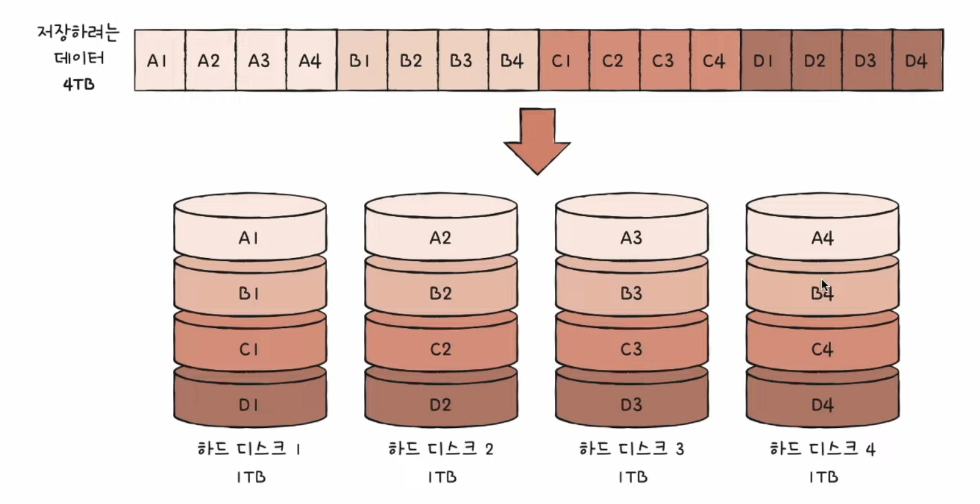 저장하려는
데이터
4TB
A1 A2 A3 A4 B1 B2 B3 B4 C1 C2 C3 C4 D1 D2 D3 D4
A1 A2 A3 A4
B1 B2 B3 B4
C1 C2 C3 C4
D1 D2 D3 D4
하드 디스크 1 하드 디스크 2 하드 디스크 3 하드 디스크 4
1TB 1TB 1TB 1TB